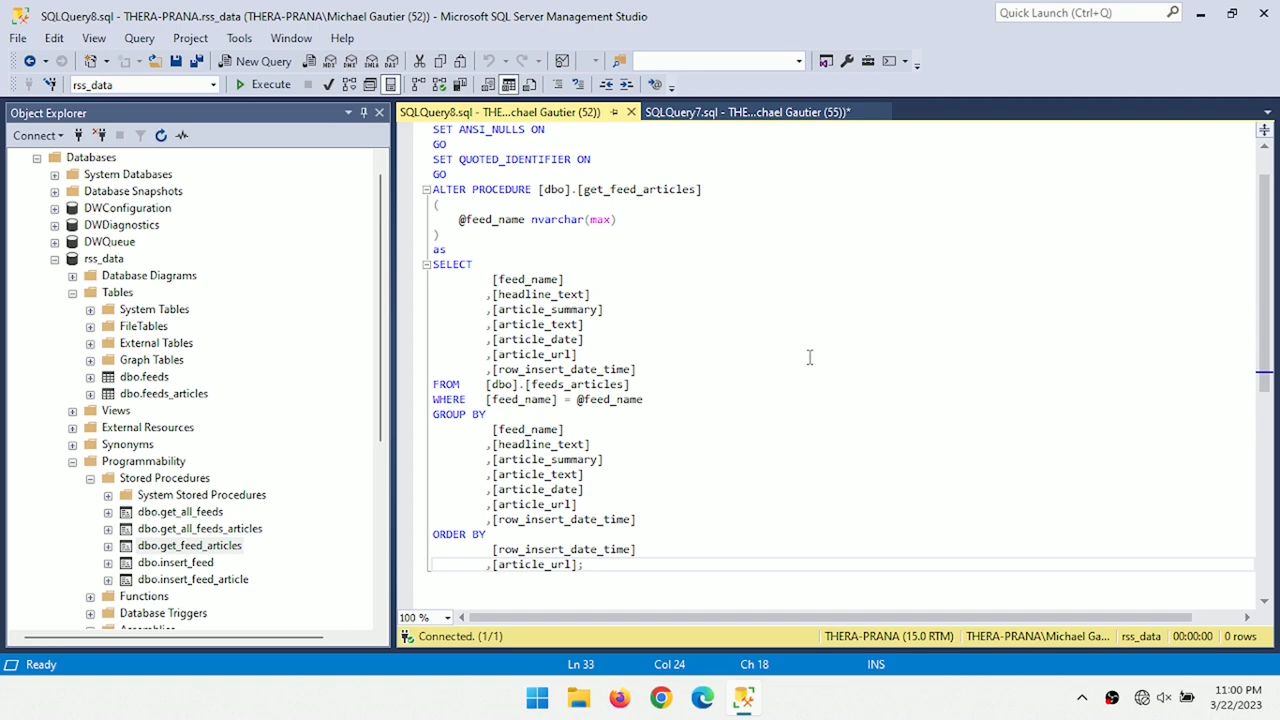 SQLQuery8.sql - THERA-PRANA.rss_data (THERA-PRANA\Michael Gautier (52)) - Microsoft SQL Server Management Studio
Quick Launch (Ctrl+Q)
File Edit View Query Project Tools Window Help
New Query
rss_data
Execute
Object Explorer
SQLQuery8.sql - THE...chael Gautier (52))
SQLQuery7.sql - THE...chael Gautier (55))*
Connect
Databases
System Databases
Database Snapshots
DWConfiguration
DWDiagnostics
DWQueue
rss_data
Database Diagrams
Tables
System Tables
FileTables
External Tables
Graph Tables
dbo.feeds
dbo.feeds_articles
Views
External Resources
Synonyms
Programmability
Stored Procedures
System Stored Procedures
dbo.get_all_feeds
dbo.get_all_feeds_articles
dbo.get_feed_articles
dbo.insert_feed
dbo.insert_feed_article
Functions
Database Triggers
SET ANSI_NULLS ON
GO
SET QUOTED_IDENTIFIER ON
GO
ALTER PROCEDURE [dbo].[get_feed_articles]
(
@feed_name nvarchar(max)
)
as
SELECT
[feed_name]
,[headline_text]
,[article_summary]
,[article_text]
,[article_date]
,[article_url]
,[row_insert_date_time]
FROM [dbo].[feeds_articles]
WHERE [feed_name] = @feed_name
GROUP BY
[feed_name]
,[headline_text]
,[article_summary]
,[article_text]
,[article_date]
,[article_url]
,[row_insert_date_time]
ORDER BY
[row_insert_date_time]
,[article_url];
100 %
Connected. (1/1)
THERA-PRANA (15.0 RTM)
THERA-PRANA\Michael Ga...
rss_data
00:00:00
0 rows
Ready
Ln 33
Col 24
Ch 18
INS
11:00 PM
3/22/2023